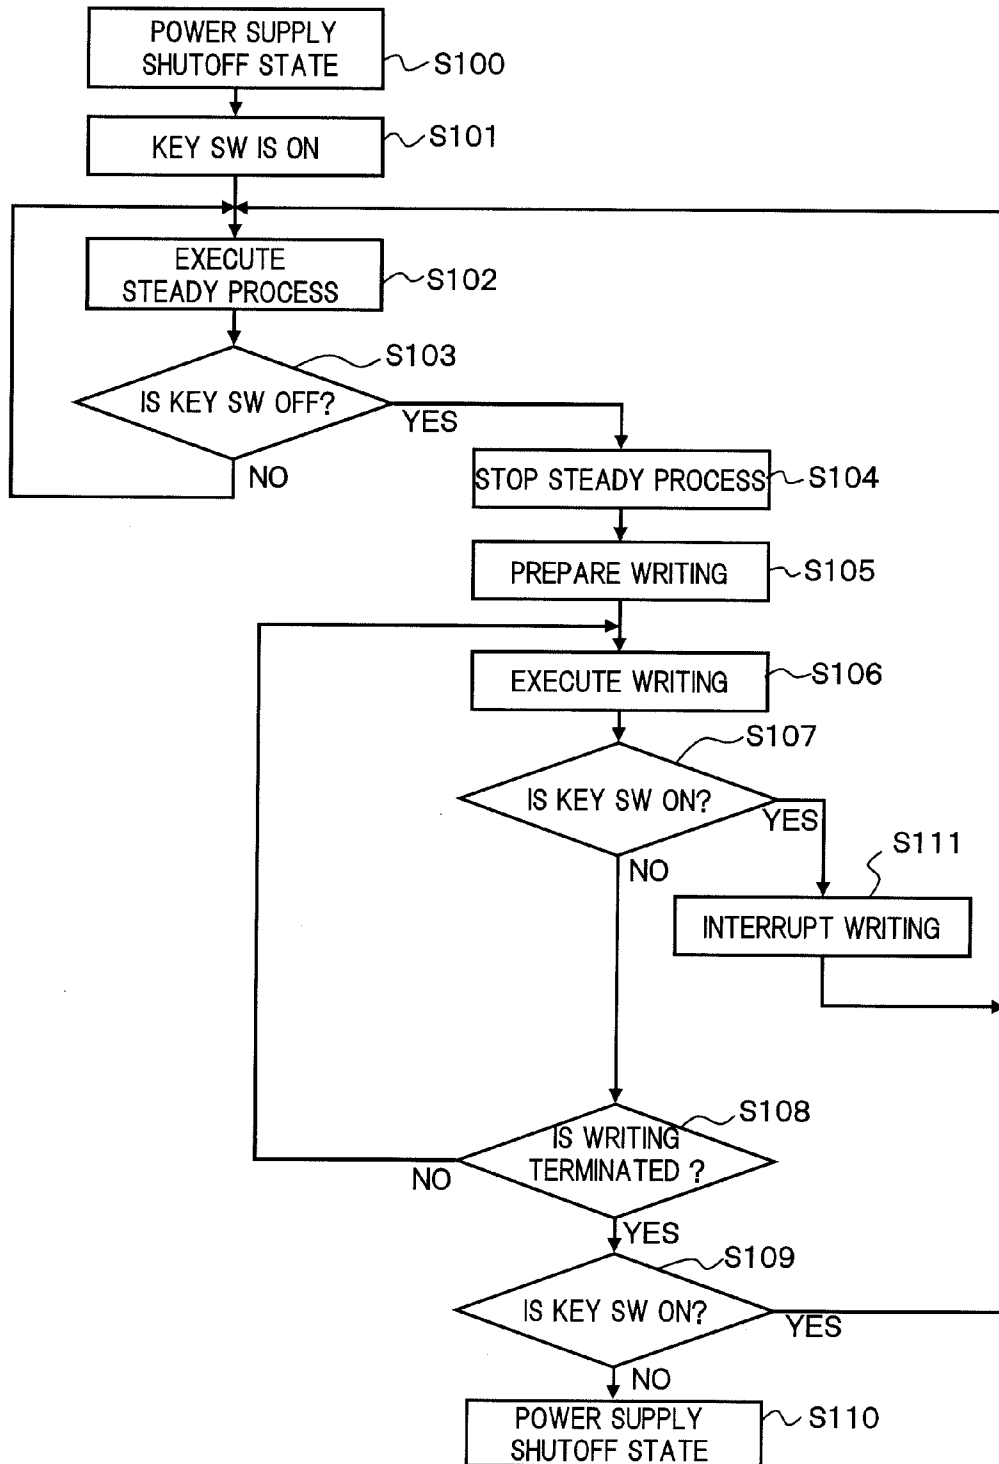 POWER SUPPLY
SHUTOFF STATE
S100
KEY SW IS ON
S101
EXECUTE
STEADY PROCESS
S102
S103
IS KEY SW OFF?
YES
NO
STOP STEADY PROCESS
S104
PREPARE WRITING
S105
EXECUTE WRITING
S106
S107
IS KEY SW ON?
YES
NO
S111
INTERRUPT WRITING
S108
IS WRITING
TERMINATED ?
NO
YES
S109
IS KEY SW ON?
YES
NO
POWER SUPPLY
SHUTOFF STATE
S110